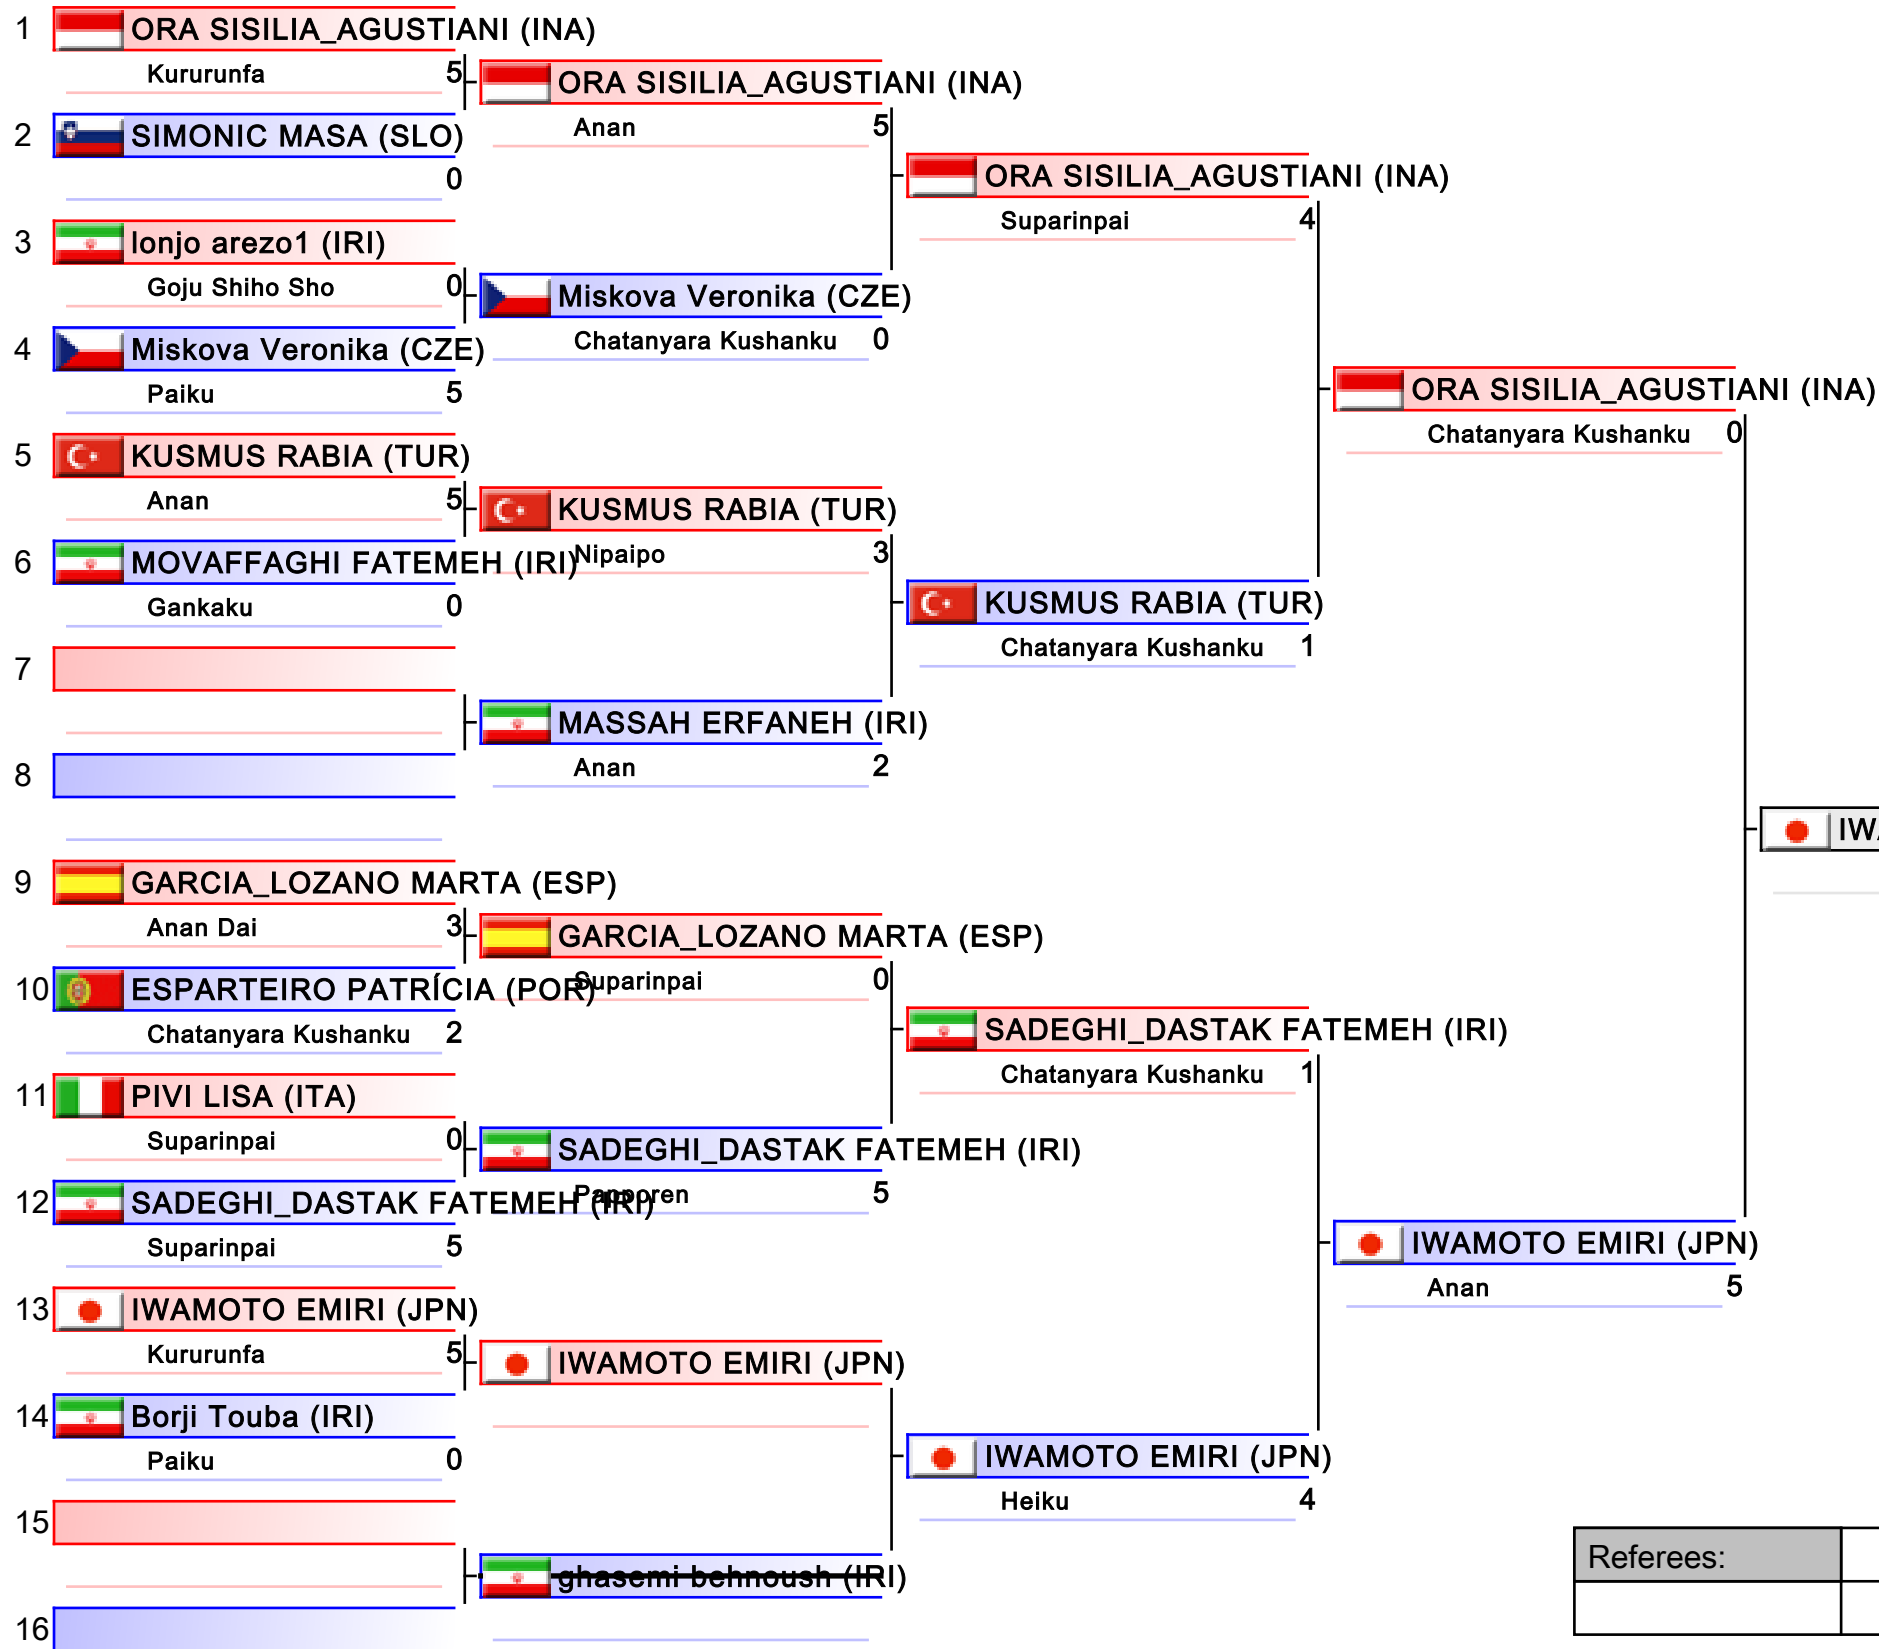 1 ORA SISILIA_AGUSTIANI (INA)
Kururunfa 5
2 SIMONIC MASA (SLO)
0
3 lonjo arezo1 (IRI)
Goju Shiho Sho 0
4 Miskova Veronika (CZE)
Paiku 5
5 KUSMUS RABIA (TUR)
Anan 5
6 MOVAFFAGHI FATEMEH (IRI)
Gankaku 0
7
8
9 GARCIA_LOZANO MARTA (ESP)
Anan Dai 3
10 ESPARTEIRO PATRÍCIA (POR)
Chatanyara Kushanku 2
11 PIVI LISA (ITA)
Suparinpai 0
12 SADEGHI_DASTAK FATEMEH (IRI)
Suparinpai 5
13 IWAMOTO EMIRI (JPN)
Kururunfa 5
14 Borji Touba (IRI)
Paiku 0
15
16
ORA SISILIA_AGUSTIANI (INA)
Anan 5
Miskova Veronika (CZE)
Chatanyara Kushanku 0
KUSMUS RABIA (TUR)
Nipaipo 3
MASSAH ERFANEH (IRI)
Anan 2
GARCIA_LOZANO MARTA (ESP)
Suparinpai 0
SADEGHI_DASTAK FATEMEH (IRI)
Papporen 5
IWAMOTO EMIRI (JPN)
ghasemi behnoush (IRI)
ORA SISILIA_AGUSTIANI (INA)
Suparinpai 4
KUSMUS RABIA (TUR)
Chatanyara Kushanku 1
SADEGHI_DASTAK FATEMEH (IRI)
Chatanyara Kushanku 1
IWAMOTO EMIRI (JPN)
Heiku 4
ORA SISILIA_AGUSTIANI (INA)
Chatanyara Kushanku 0
IWAMOTO EMIRI (JPN)
Anan 5
Referees: